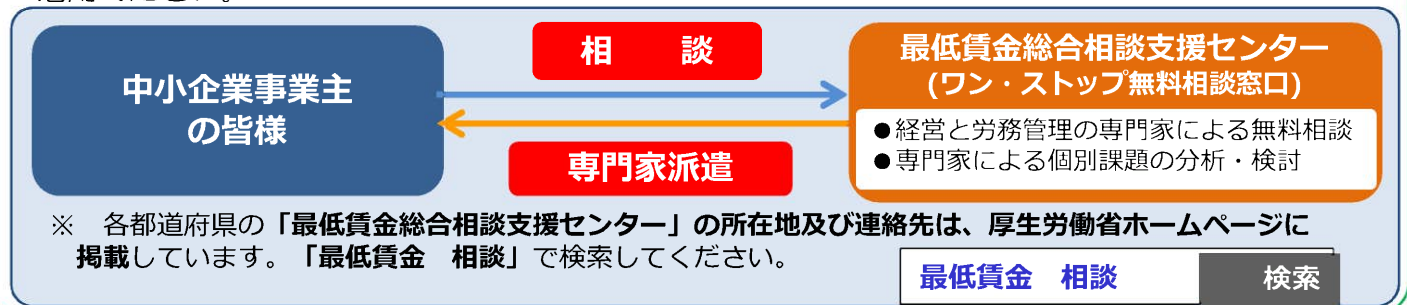 相　談
中小企業事業主
の皆様
専門家派遣
最低賃金総合相談支援センター
(ワン・ストップ無料相談窓口)
●経営と労務管理の専門家による無料相談
●専門家による個別課題の分析・検討
※　各都道府県の「最低賃金総合相談支援センター」の所在地及び連絡先は、厚生労働省ホームページに
掲載しています。「最低賃金　相談」で検索してください。
最低賃金　相談　検索